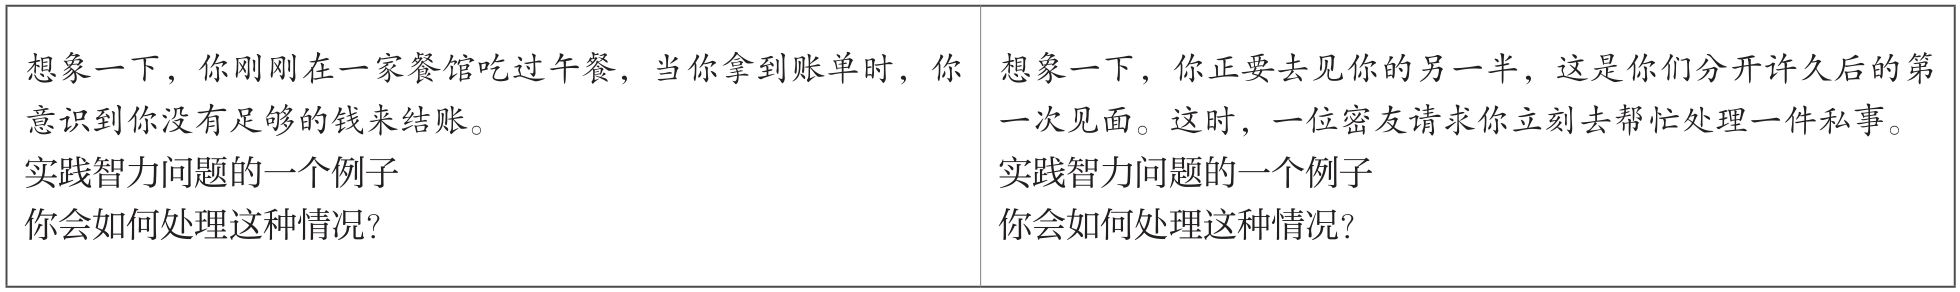 想象一下，你刚刚在一家餐馆吃过午餐，当你拿到账单时，你
意识到你没有足够的钱来结账。
实践智力问题的一个例子
你会如何处理这种情况？
想象一下，你正要去见你的另一半，这是你们分开许久后的第
一次见面。这时，一位密友请求你立刻去帮忙处理一件私事。
实践智力问题的一个例子
你会如何处理这种情况？